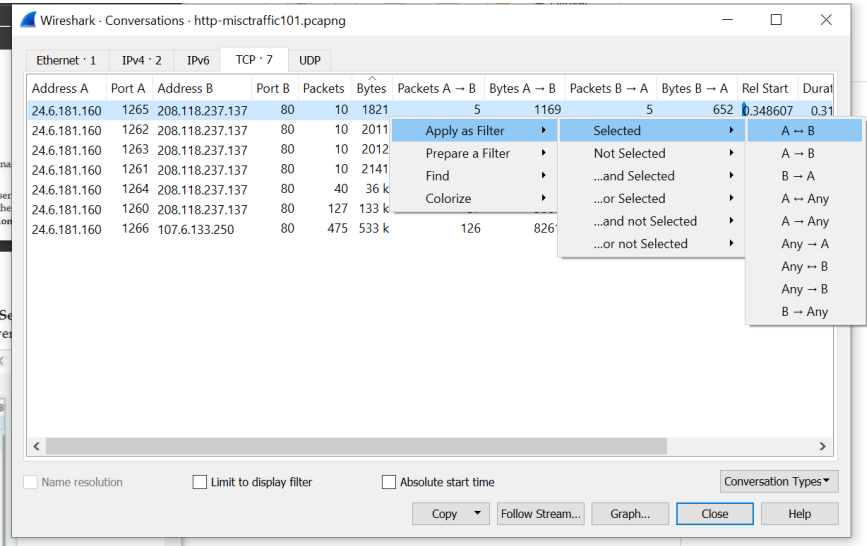 Wireshark · Conversations · http-misctraffic101.pcapng
Ethernet · 1 IPv4 · 2 IPv6 TCP · 7 UDP
Address A Port A Address B Port B Packets Bytes Packets A → B Bytes A → B Packets B → A Bytes B → A Rel Start Durat
24.6.181.160 1265 208.118.237.137 80 10 1821 5 1169 5 652 0.348607 0.31
24.6.181.160 1262 208.118.237.137 80 10 2011
24.6.181.160 1263 208.118.237.137 80 10 2012
24.6.181.160 1261 208.118.237.137 80 10 2141
24.6.181.160 1264 208.118.237.137 80 40 36 k
24.6.181.160 1260 208.118.237.137 80 127 133 k
24.6.181.160 1266 107.6.133.250 80 475 533 k 126 8261
Apply as Filter
Prepare a Filter
Find
Colorize
Selected
Not Selected
...and Selected
...or Selected
...and not Selected
...or not Selected
A ↔ B
A → B
B → A
A ↔ Any
A → Any
Any → A
Any ↔ B
Any → B
B → Any
Name resolution Limit to display filter Absolute start time Conversation Types
Copy Follow Stream... Graph... Close Help